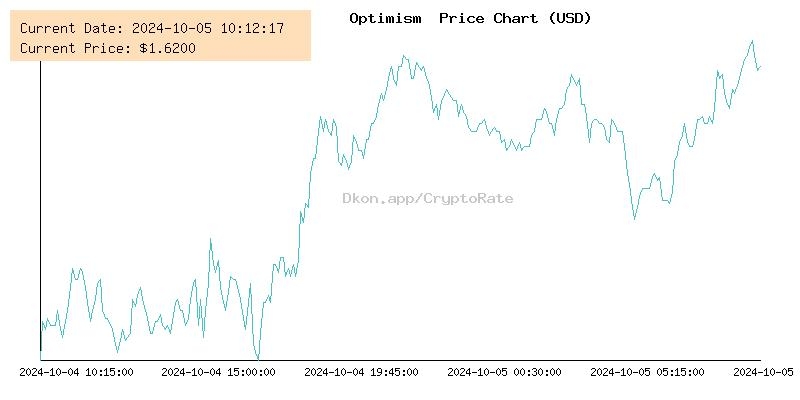 Optimism  Price Chart (USD)
Current Date: 2024-10-05 10:12:17
Current Price: $1.6200
Dkon.app/CryptoRate
2024-10-04 10:15:00 2024-10-04 15:00:00 2024-10-04 19:45:00 2024-10-05 00:30:00 2024-10-05 05:15:00 2024-10-05